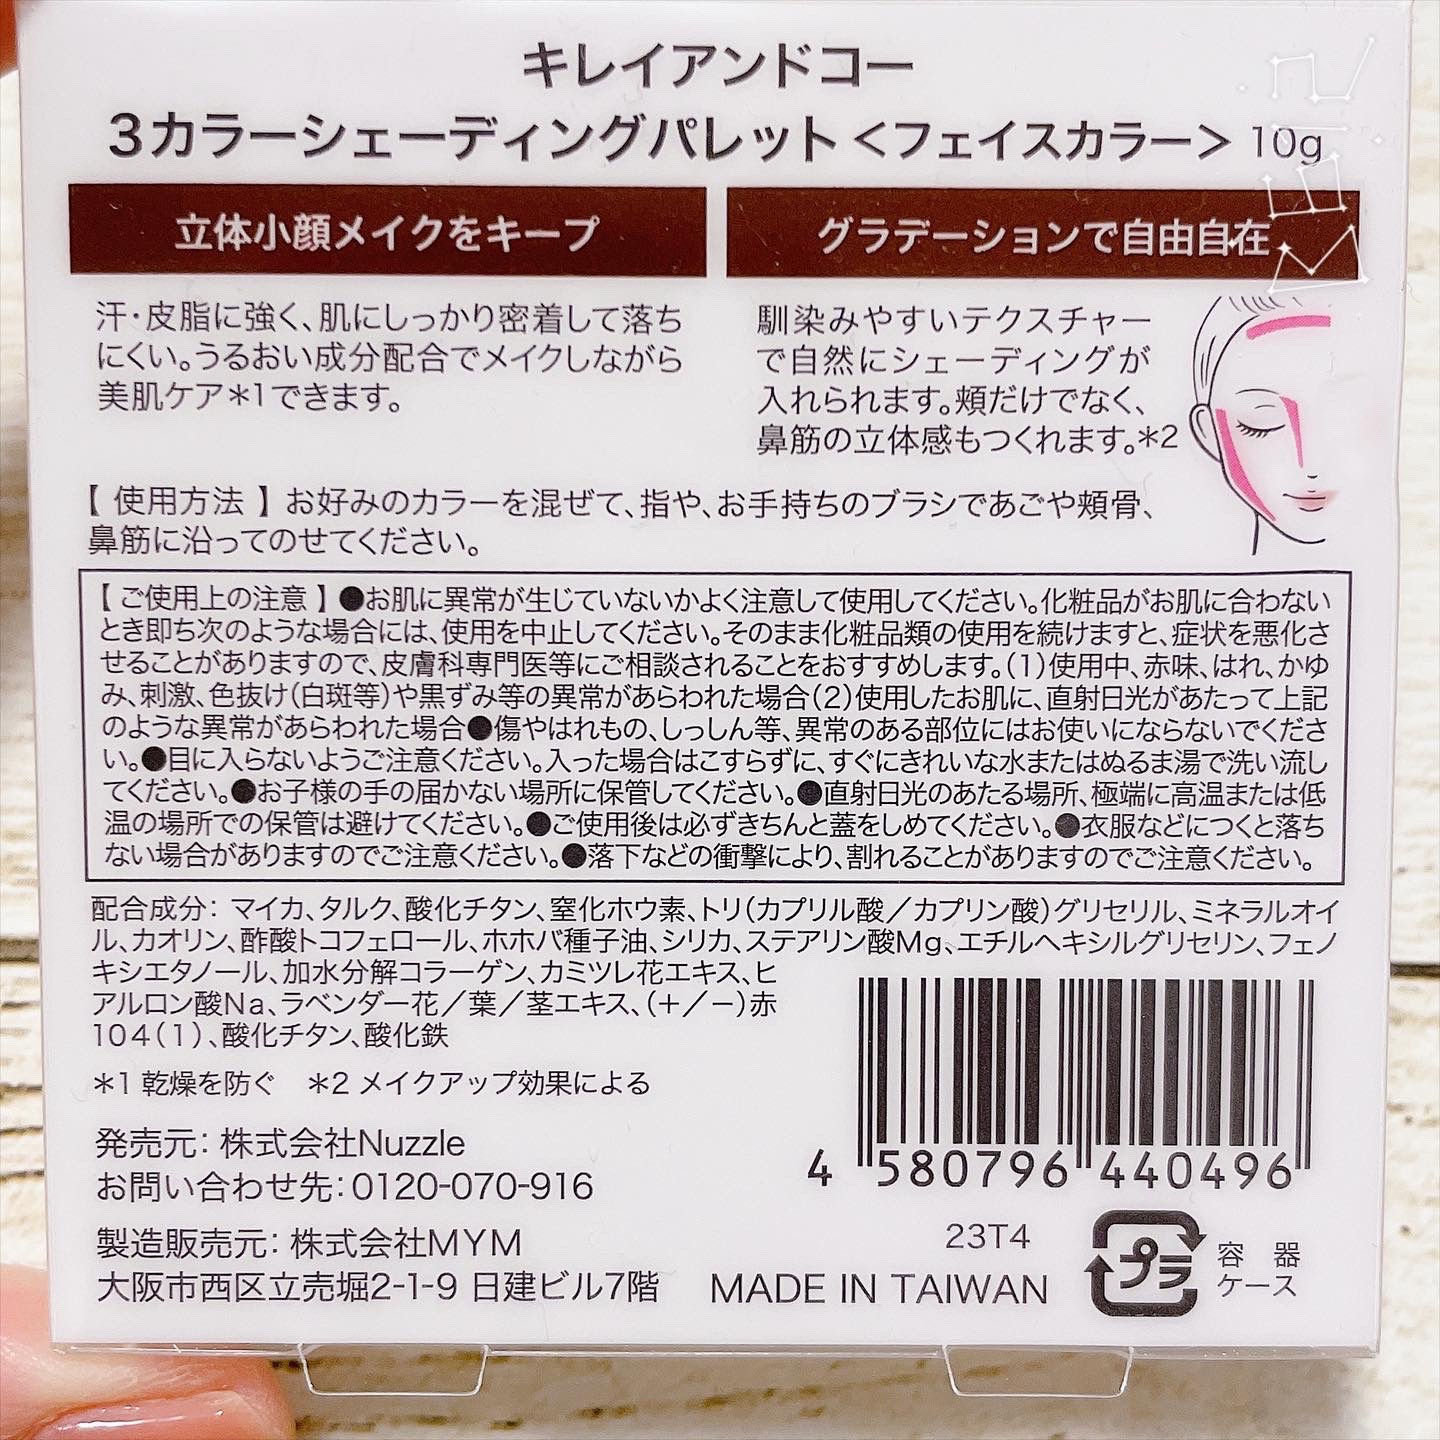 キレイアンドコー
3カラーシェーディングパレット＜フェイスカラー＞ 10g
立体小顔メイクをキープ
汗・皮脂に強く、肌にしっかり密着して落ち
にくい。うるおい成分配合でメイクしながら
美肌ケア＊1できます。
グラデーションで自由自在
馴染みやすいテクスチャー
で自然にシェーディングが
入れられます。頬だけでなく、
鼻筋の立体感もつくれます。＊2
【 使用方法 】 お好みのカラーを混ぜて、指や、お手持ちのブラシであごや頬骨、
鼻筋に沿ってのせてください。
【 ご使用上の注意 】 ●お肌に異常が生じていないかよく注意して使用してください。化粧品がお肌に合わない
とき即ち次のような場合には、使用を中止してください。そのまま化粧品類の使用を続けますと、症状を悪化さ
せることがありますので、皮膚科専門医等にご相談されることをおすすめします。（1）使用中、赤味、はれ、かゆ
み、刺激、色抜け（白斑等）や黒ずみ等の異常があらわれた場合（2）使用したお肌に、直射日光があたって上記
のような異常があらわれた場合●傷やはれもの、しっしん等、異常のある部位にはお使いにならないでくださ
い。●目に入らないようご注意ください。入った場合はこすらずに、すぐにきれいな水またはぬるま湯で洗い流し
てください。●お子様の手の届かない場所に保管してください。●直射日光のあたる場所、極端に高温または低
温の場所での保管は避けてください。●ご使用後は必ずきちんと蓋をしめてください。●衣服などにつくと落ち
ない場合がありますのでご注意ください。●落下などの衝撃により、割れることがありますのでご注意ください。
配合成分： マイカ、タルク、酸化チタン、窒化ホウ素、トリ（カプリル酸／カプリン酸）グリセリル、ミネラルオイ
ル、カオリン、酢酸トコフェロール、ホホバ種子油、シリカ、ステアリン酸Mg、エチルヘキシルグリセリン、フェノ
キシエタノール、加水分解コラーゲン、カミツレ花エキス、ヒ
アルロン酸Na、ラベンダー花／葉／茎エキス、（＋／－）赤
104（1）、酸化チタン、酸化鉄
＊1 乾燥を防ぐ　＊2 メイクアップ効果による
発売元： 株式会社Nuzzle
お問い合わせ先：0120-070-916
製造販売元： 株式会社MYM
大阪市西区立売堀2-1-9 日建ビル7階
4 580796 440496
23T4
MADE IN TAIWAN
プラ
容 器
ケース